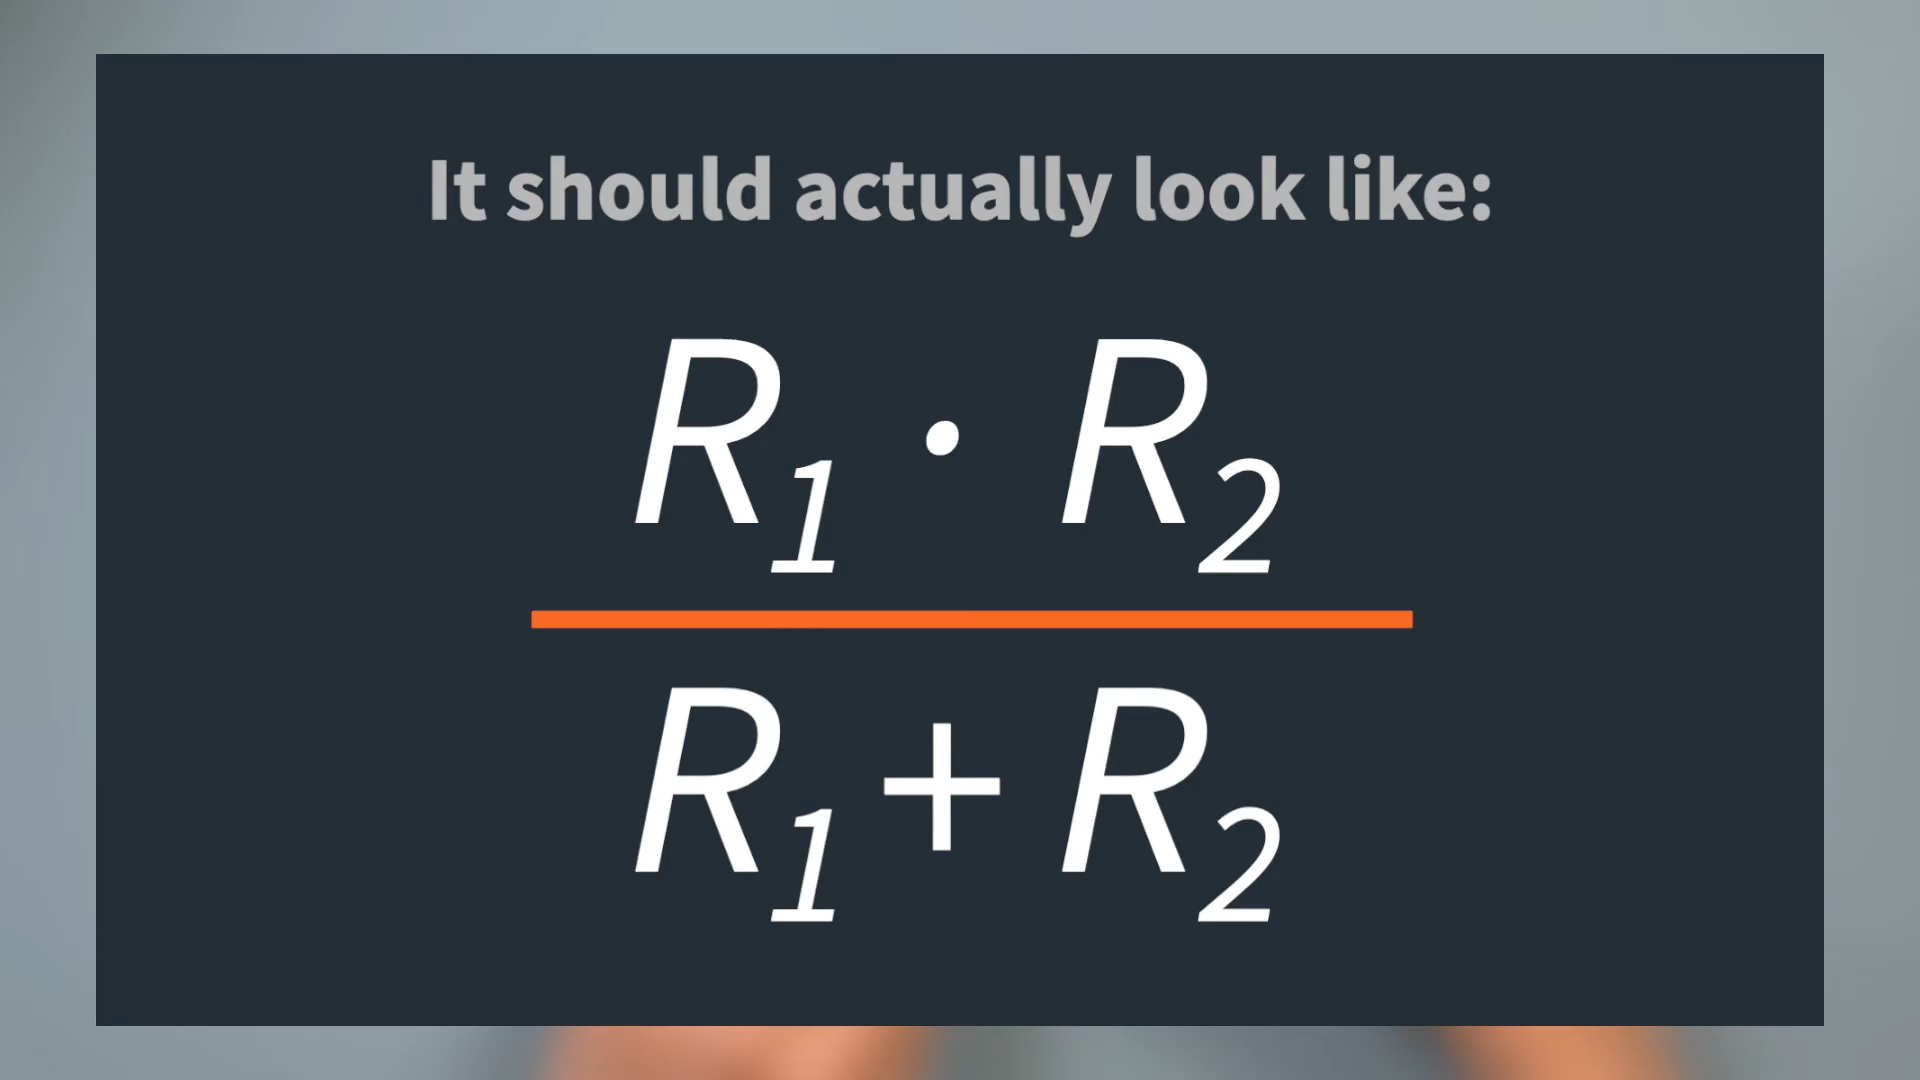 It should actually look like:
R₁ · R₂
R₁ + R₂